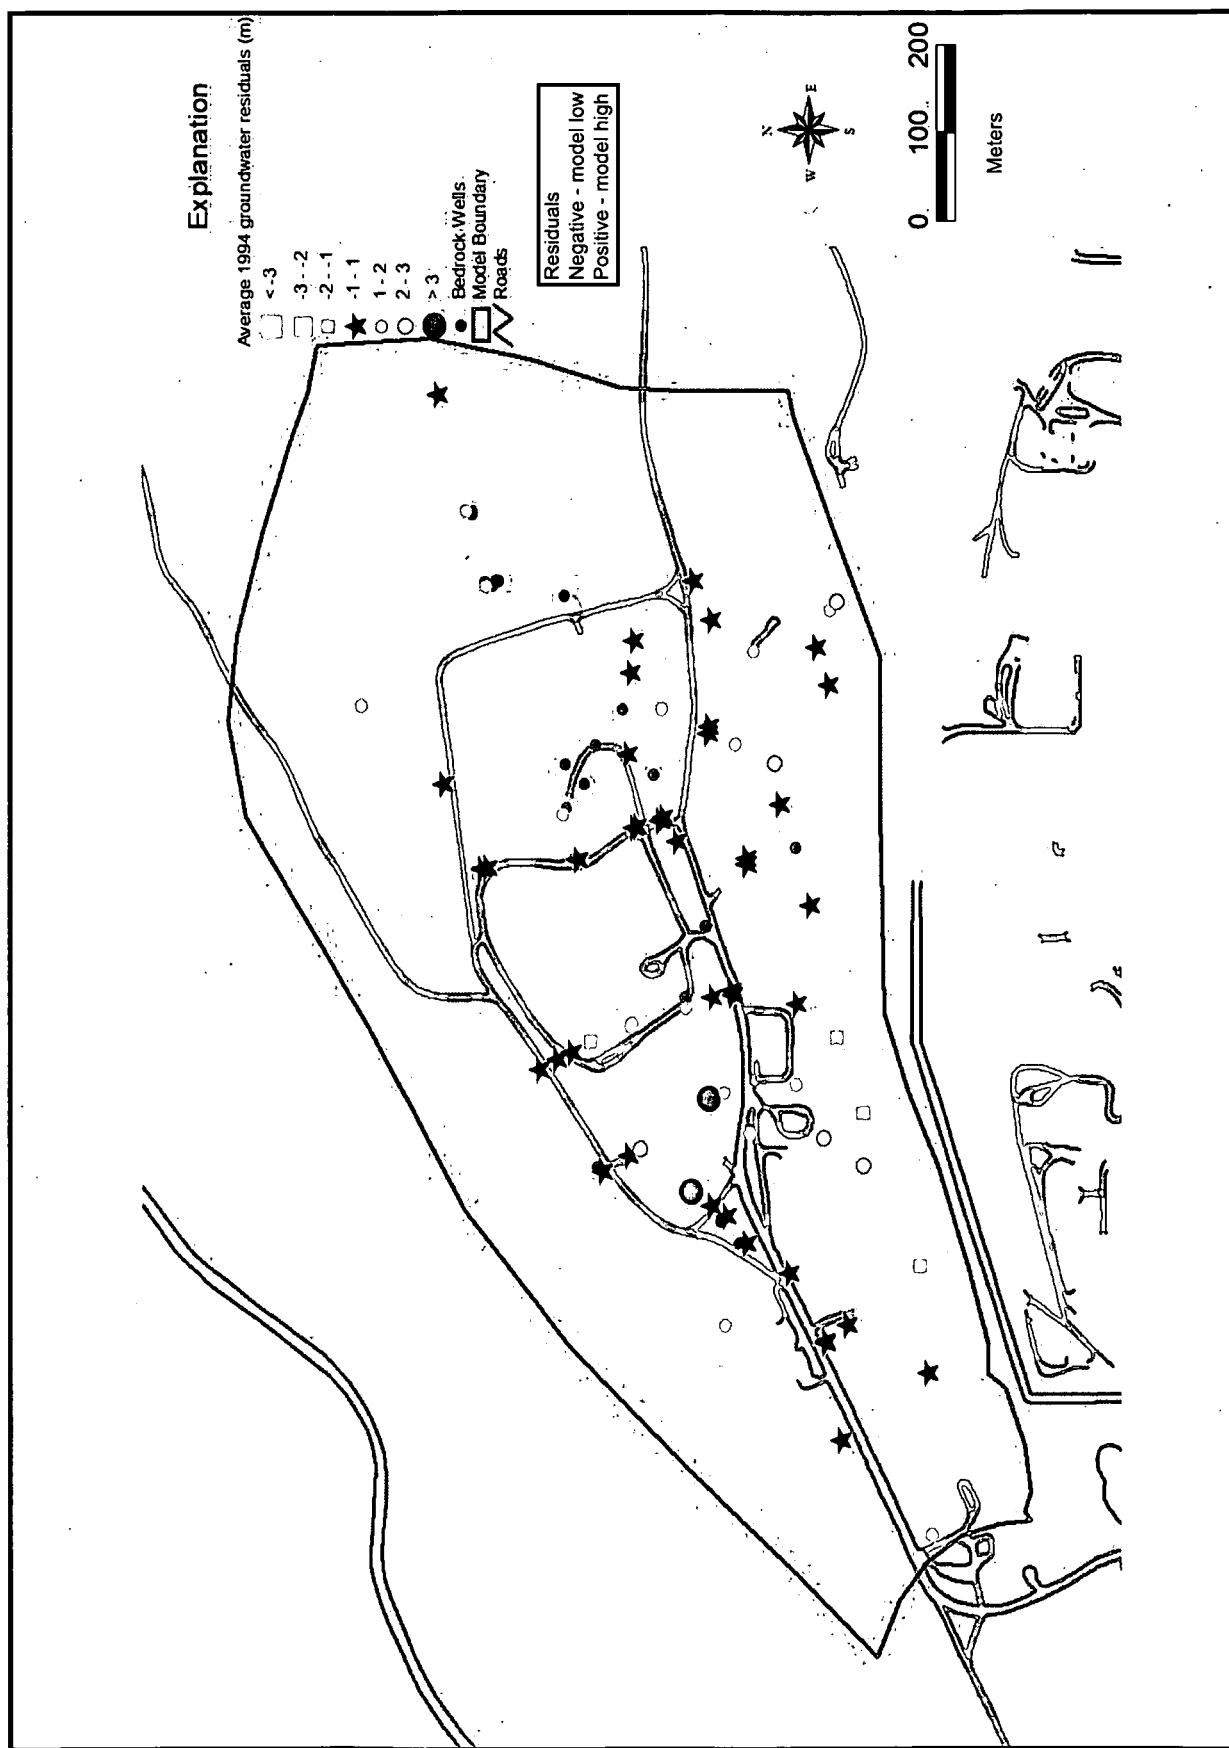 Explanation
Average 1994 groundwater residuals (m)
< -3
-3 - -2
-2 - -1
-1 - 1
1 - 2
2 - 3
> 3
Bedrock Wells
Model Boundary
Roads
Residuals
Negative - model low
Positive - model high
N
E
S
W
0 100 200
Meters